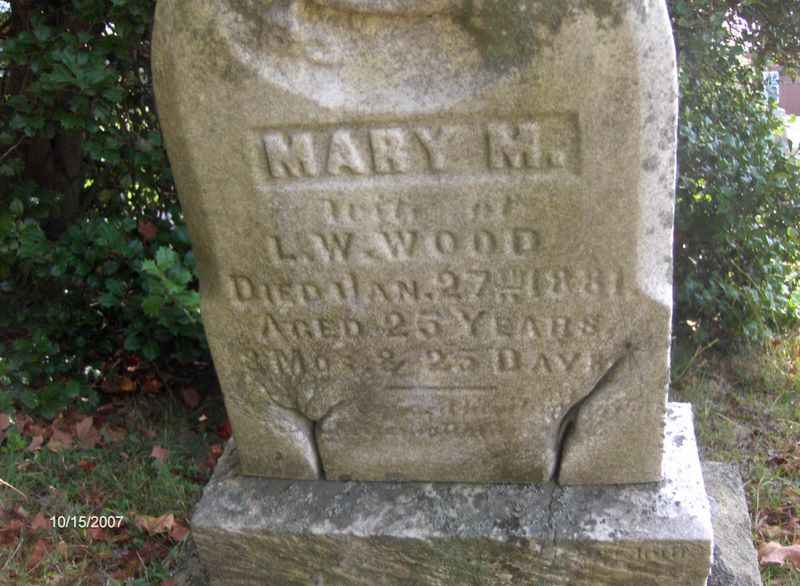 MARY M.
wife of
L. W. WOOD
DIED JAN. 27TH 1881.
AGED 25 YEARS
MOS. & 25 DAYS
10/15/2007